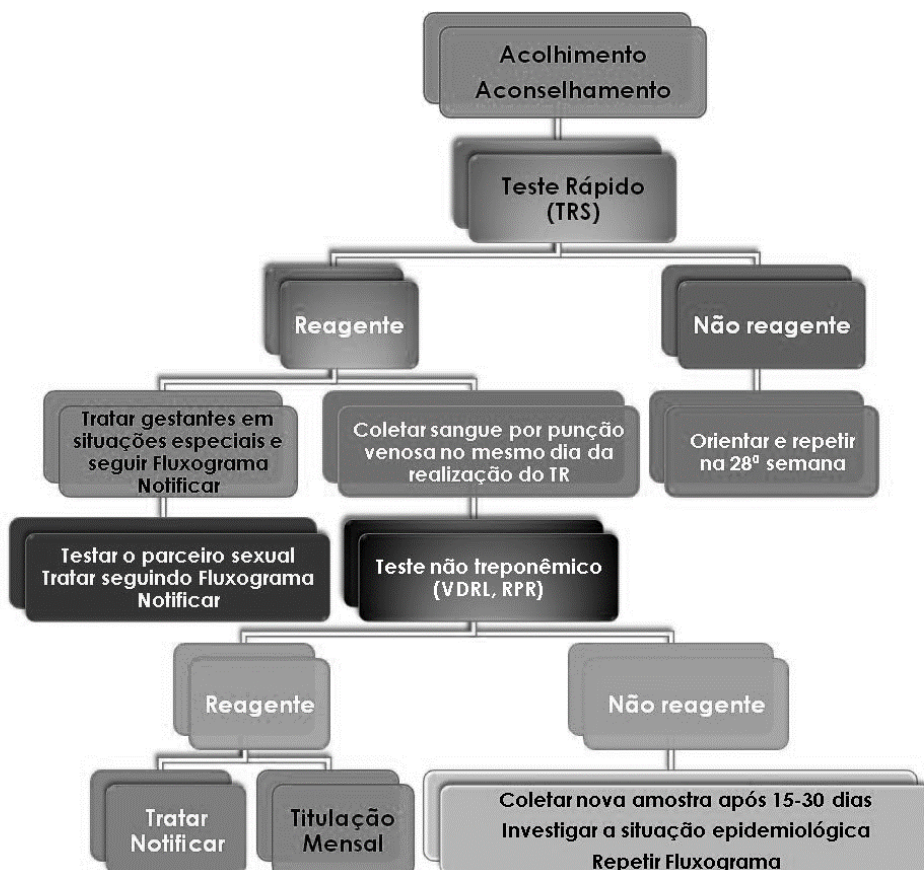 Acolhimento
Aconselhamento
Teste Rápido
(TRS)
Reagente
Não reagente
Tratar gestantes em
situações especiais e
seguir Fluxograma
Notificar
Coletar sangue por punção
venosa no mesmo dia da
realização do TR
Orientar e repetir
na 28ª semana
Testar o parceiro sexual
Tratar seguindo Fluxograma
Notificar
Teste não treponêmico
(VDRL, RPR)
Reagente
Não reagente
Tratar
Notificar
Titulação
Mensal
Coletar nova amostra após 15-30 dias
Investigar a situação epidemiológica
Repetir Fluxograma